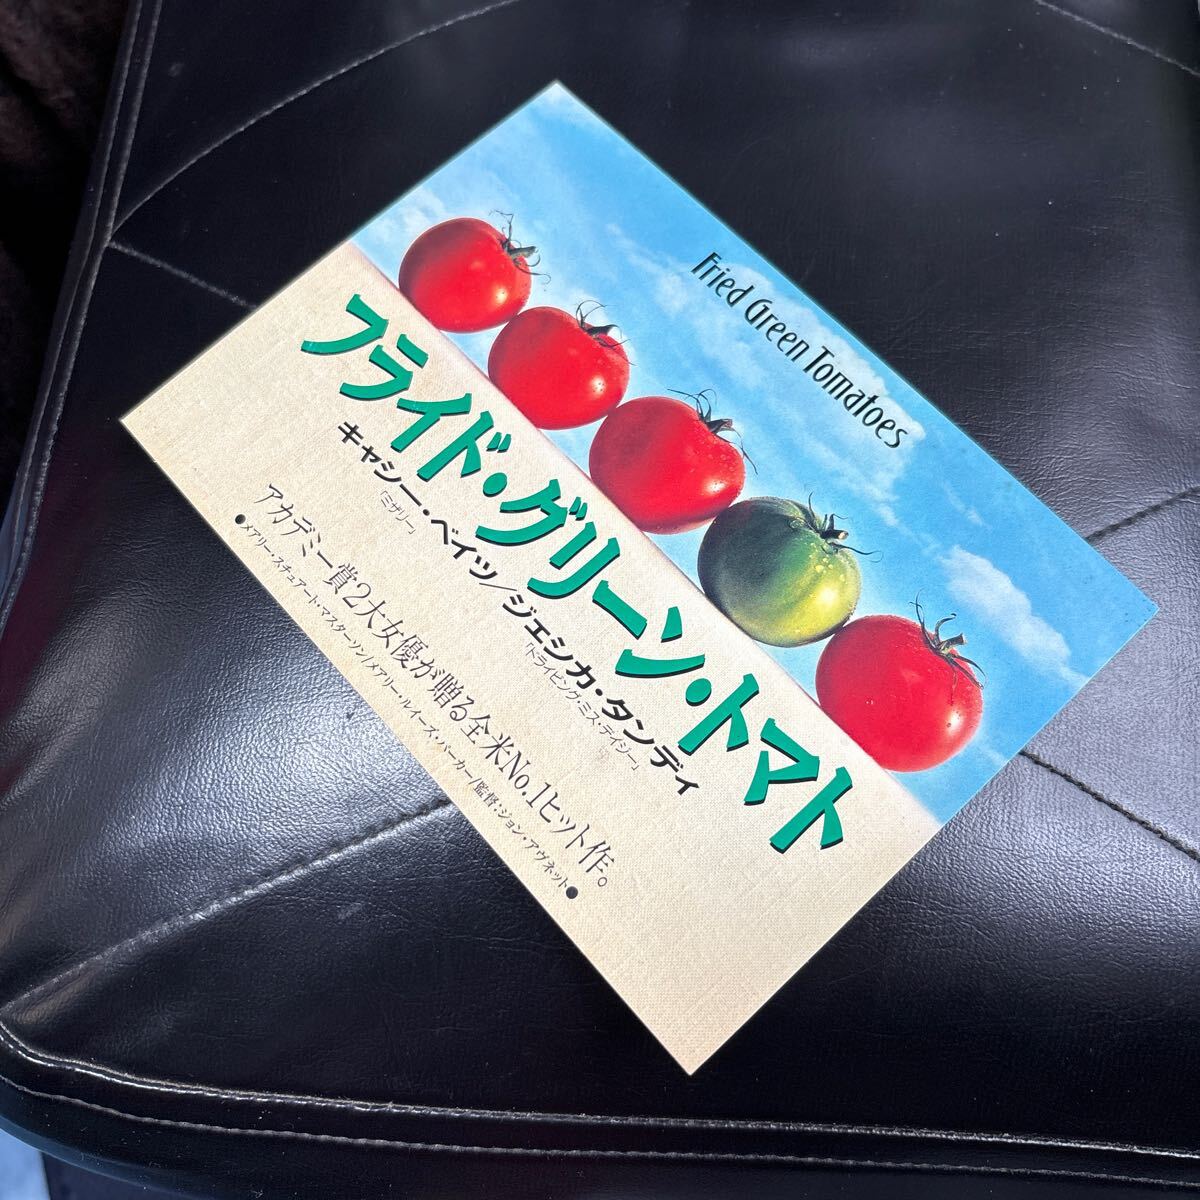 Fried Green Tomatoes
フライド・グリーン・トマト
キャシー・ベイツ/ジェシカ・タンディ
「ミザリー」
「ドライビング・ミス・デイジー」
アカデミー賞2大女優が贈る全米No.1ヒット作。
●メアリー・スチュアート・マスターソン/メアリー=ルイーズ・パーカー/監督:ジョン・アヴネット●